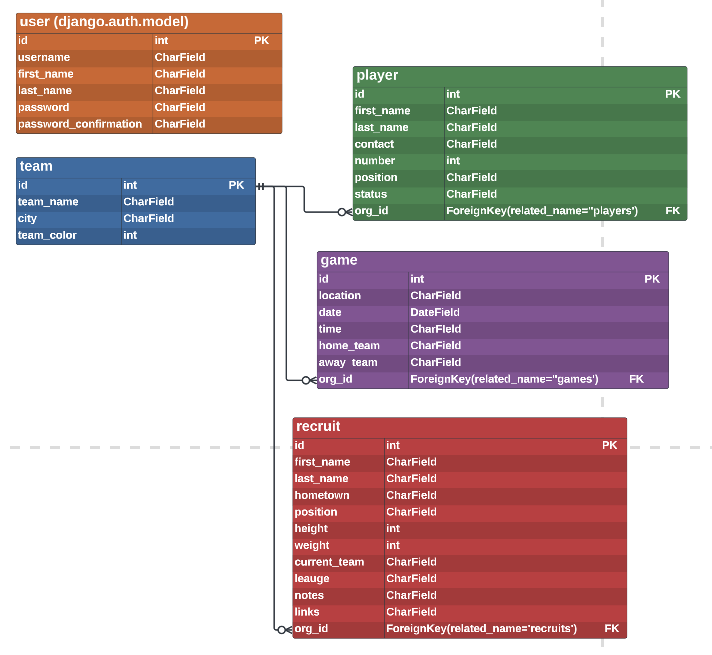 user (django.auth.model)
id int PK
username CharField
first_name CharField
last_name CharField
password CharField
password_confirmation CharField
team
id int PK
team_name CharField
city CharField
team_color int
player
id int PK
first_name CharField
last_name CharField
contact CharField
number int
position CharField
status CharField
org_id ForeignKey(related_name="players') FK
game
id int PK
location CharField
date DateField
time CharField
home_team CharField
away_team CharField
org_id ForeignKey(related_name="games') FK
recruit
id int PK
first_name CharField
last_name CharField
hometown CharField
position CharField
height int
weight int
current_team CharField
leauge CharField
notes CharField
links CharField
org_id ForeignKey(related_name='recruits') FK